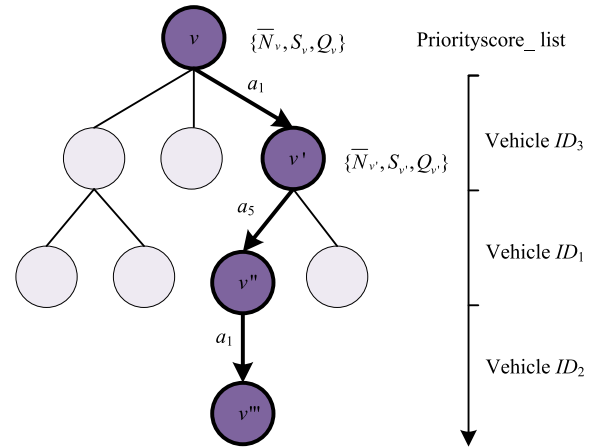 v
{N̅v, Sv, Qv}
Priorityscore_ list
a1
Vehicle ID3
v'
{N̅v', Sv', Qv'}
a5
Vehicle ID1
v''
a1
Vehicle ID2
v'''